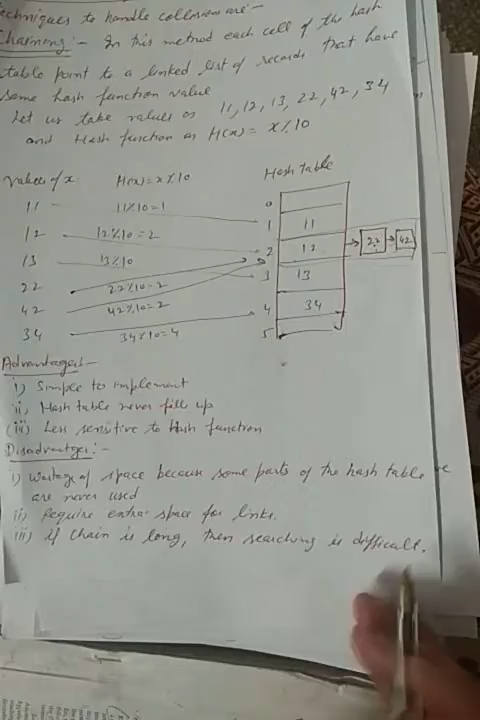 techniques to handle collosion are:-
Chainning:- In this method each cell of the hash
table point to a linked list of records that have
same hash function value
Let us take values as 11, 12, 13, 22, 42, 34
and Hash function as H(x) = x%10
Values of x: H(x)=x%10 Hash table
0
11 11%10=1 1 11
12 12%10=2 2 12 22 42
13 13%10 3 13
22 22%10=2
42 42%10=2 4 34
34 34%10=4 5
Advantages:-
i) Simple to implement
ii) Hash table never fill up
(iii) Less sensitive to Hash function
Disadvantges:-
i) wastag of space because some parts of the hash table
are never used
ii) Require extra space for links.
iii) if chain is long, then searching is difficult.